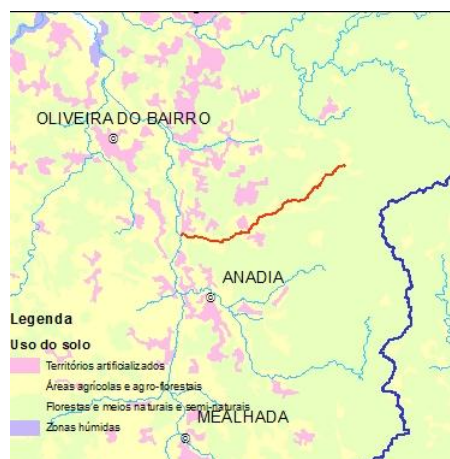 OLIVEIRA DO BAIRRO
ANADIA
Legenda
Uso do solo
Territórios artificializados
Áreas agrícolas e agro-florestais
Florestas e meios naturais e semi-naturais
MEALHADA
Zonas húmidas